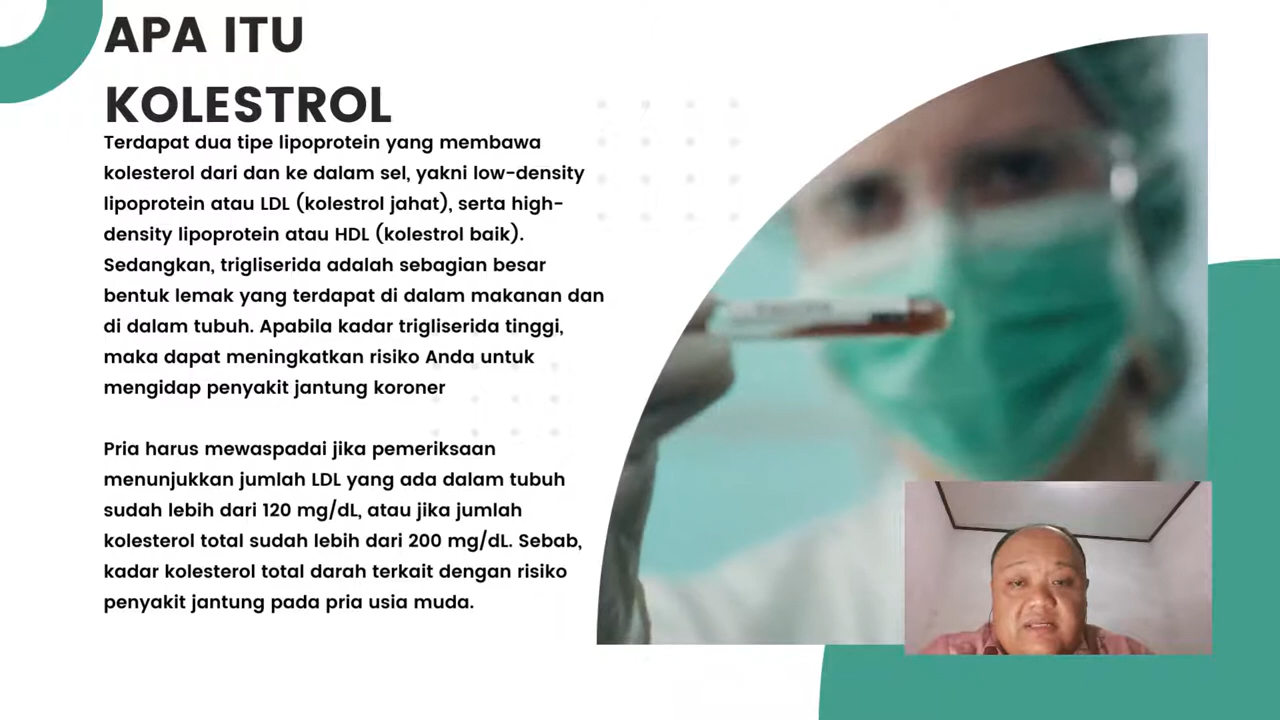 APA ITU
KOLESTROL
Terdapat dua tipe lipoprotein yang membawa
kolesterol dari dan ke dalam sel, yakni low-density
lipoprotein atau LDL (kolestrol jahat), serta high-
density lipoprotein atau HDL (kolestrol baik).
Sedangkan, trigliserida adalah sebagian besar
bentuk lemak yang terdapat di dalam makanan dan
di dalam tubuh. Apabila kadar trigliserida tinggi,
maka dapat meningkatkan risiko Anda untuk
mengidap penyakit jantung koroner
Pria harus mewaspadai jika pemeriksaan
menunjukkan jumlah LDL yang ada dalam tubuh
sudah lebih dari 120 mg/dL, atau jika jumlah
kolesterol total sudah lebih dari 200 mg/dL. Sebab,
kadar kolesterol total darah terkait dengan risiko
penyakit jantung pada pria usia muda.